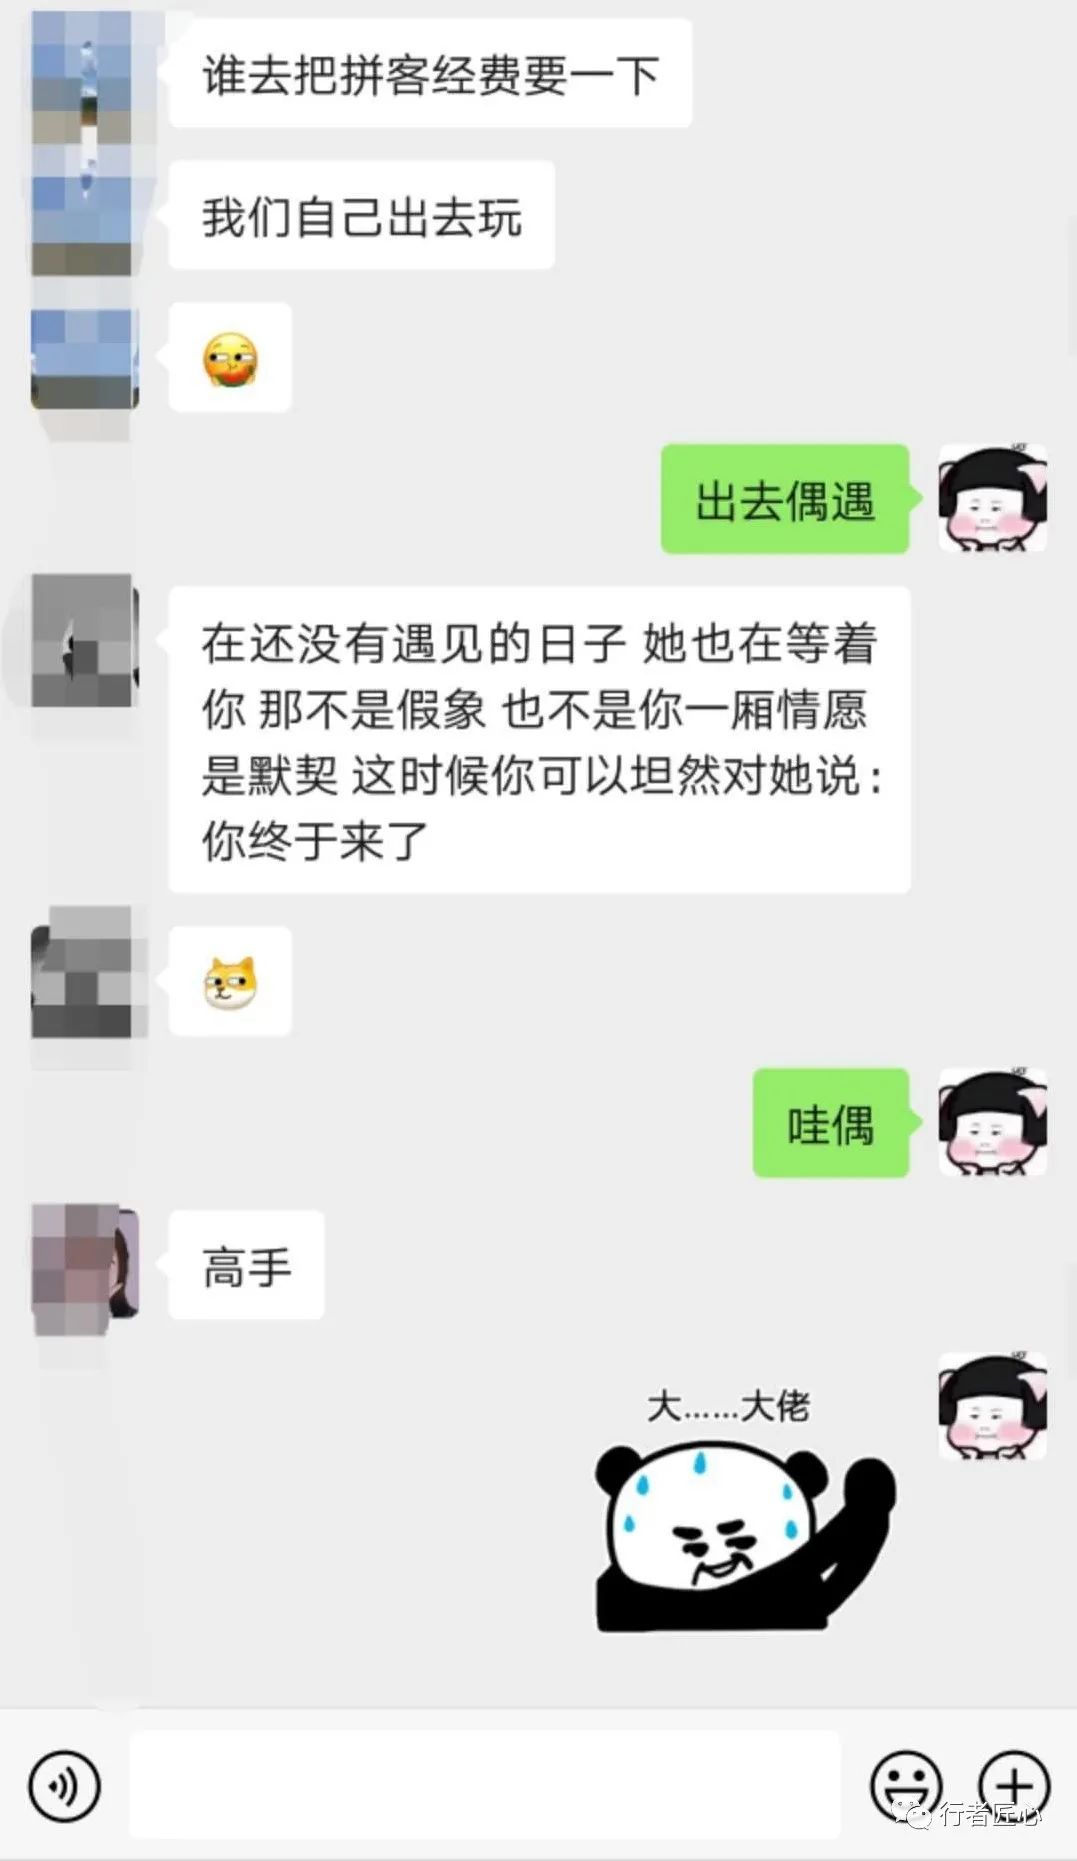 谁去把拼客经费要一下
我们自己出去玩
出去偶遇
在还没有遇见的日子 她也在等着
你 那不是假象 也不是你一厢情愿
是默契 这时候你可以坦然对她说：
你终于来了
哇偶
高手
大……大佬
行者匠心